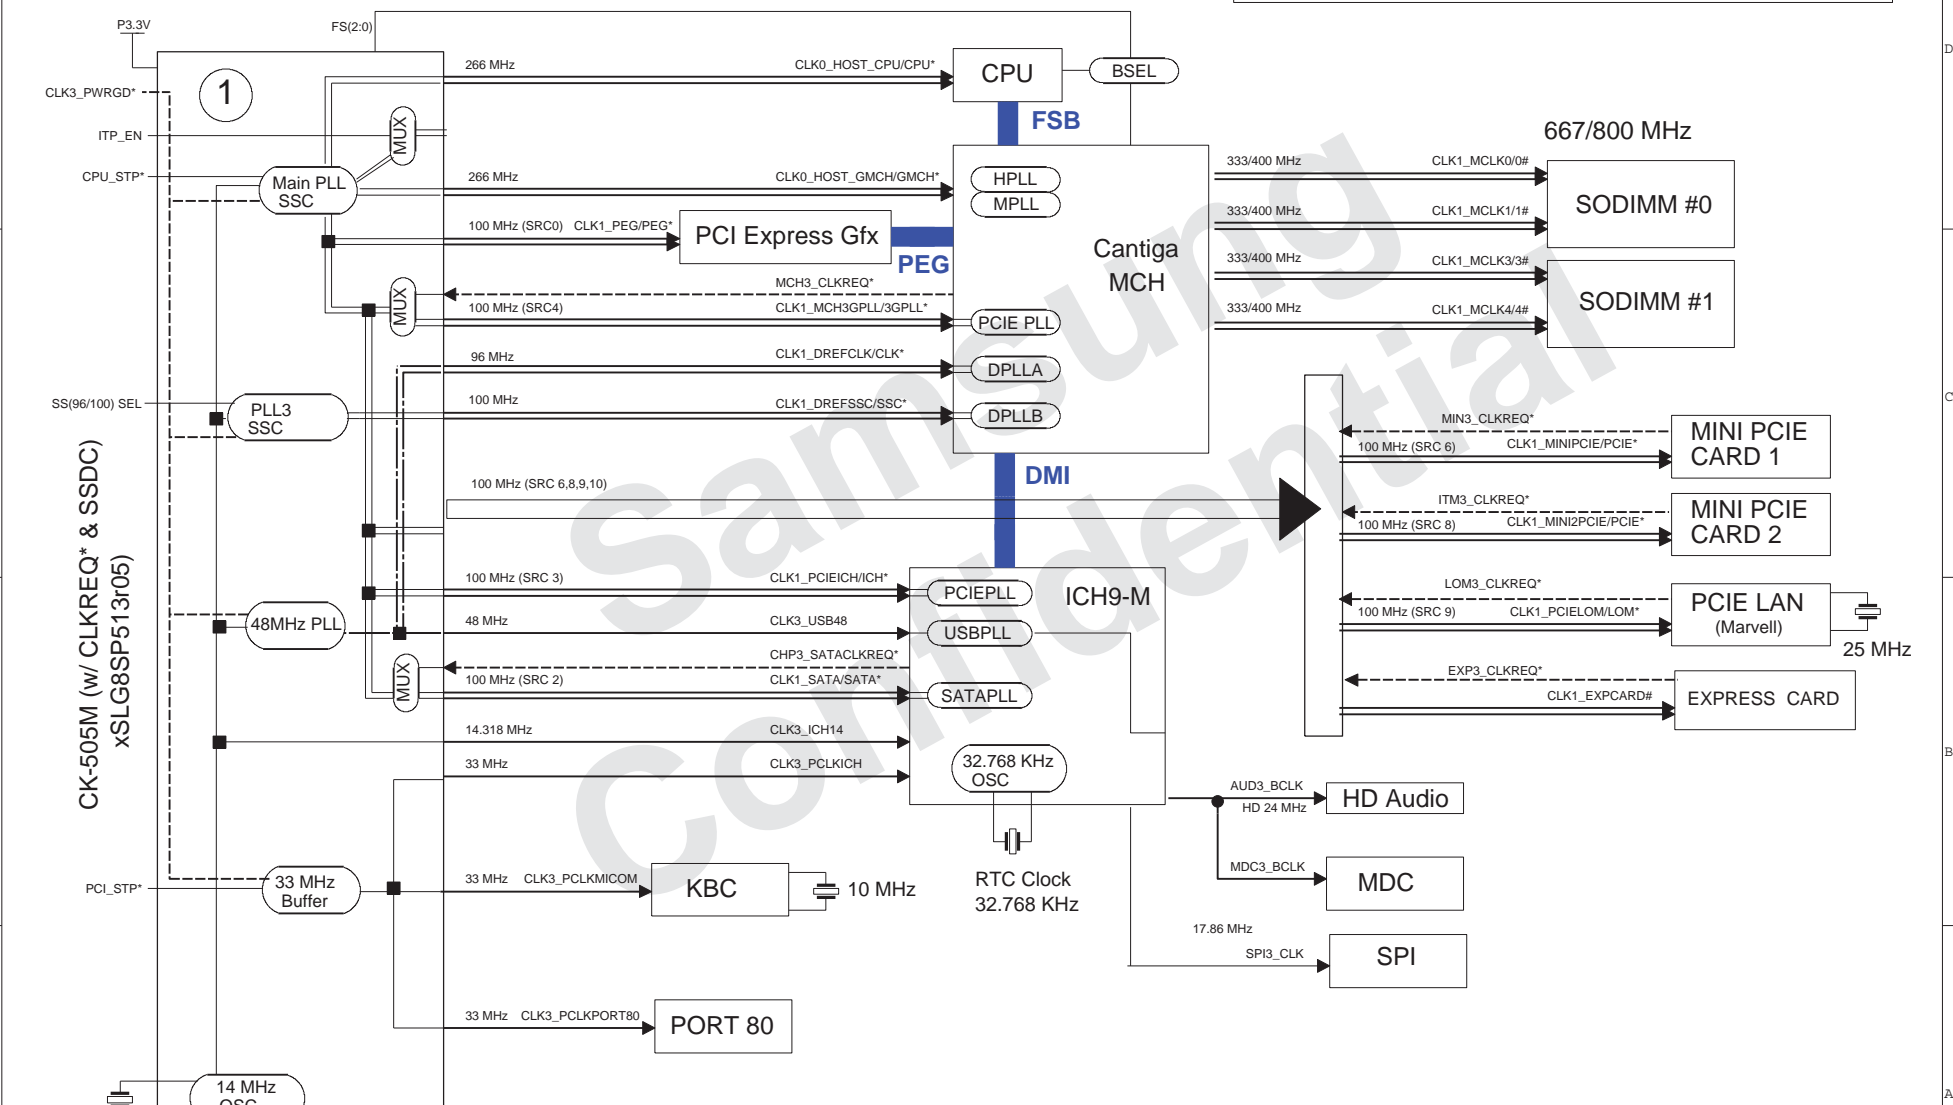 P3.3V
FS(2:0)
D
1
CLK3_PWRGD*
ITP_EN
CPU_STP*
MUX
Main PLL
SSC
266 MHz
CLK0_HOST_CPU/CPU*
CPU
BSEL
FSB
266 MHz
CLK0_HOST_GMCH/GMCH*
HPLL
MPLL
100 MHz (SRC0)
CLK1_PEG/PEG*
PCI Express Gfx
PEG
Cantiga
MCH
MUX
MCH3_CLKREQ*
100 MHz (SRC4)
CLK1_MCH3GPLL/3GPLL*
PCIE PLL
96 MHz
CLK1_DREFCLK/CLK*
DPLLA
SS(96/100) SEL
PLL3
SSC
100 MHz
CLK1_DREFSSC/SSC*
DPLLB
667/800 MHz
333/400 MHz
CLK1_MCLK0/0#
333/400 MHz
CLK1_MCLK1/1#
SODIMM #0
333/400 MHz
CLK1_MCLK3/3#
333/400 MHz
CLK1_MCLK4/4#
SODIMM #1
C
DMI
100 MHz (SRC 6,8,9,10)
MIN3_CLKREQ*
100 MHz (SRC 6)
CLK1_MINIPCIE/PCIE*
MINI PCIE
CARD 1
ITM3_CLKREQ*
100 MHz (SRC 8)
CLK1_MINI2PCIE/PCIE*
MINI PCIE
CARD 2
LOM3_CLKREQ*
100 MHz (SRC 9)
CLK1_PCIELOM/LOM*
PCIE LAN
(Marvell)
25 MHz
EXP3_CLKREQ*
CLK1_EXPCARD#
EXPRESS CARD
CK-505M (w/ CLKREQ* & SSDC)
xSLG8SP513r05)
100 MHz (SRC 3)
CLK1_PCIEICH/ICH*
PCIEPLL
ICH9-M
48MHz PLL
48 MHz
CLK3_USB48
USBPLL
MUX
CHP3_SATACLKREQ*
100 MHz (SRC 2)
CLK1_SATA/SATA*
SATAPLL
14.318 MHz
CLK3_ICH14
33 MHz
CLK3_PCLKICH
32.768 KHz
OSC
B
RTC Clock
32.768 KHz
AUD3_BCLK
HD 24 MHz
HD Audio
MDC3_BCLK
MDC
17.86 MHz
SPI3_CLK
SPI
PCI_STP*
33 MHz
Buffer
33 MHz
CLK3_PCLKMICOM
KBC
10 MHz
33 MHz
CLK3_PCLKPORT80
PORT 80
14 MHz
OSC
A
Samsung
Confidential